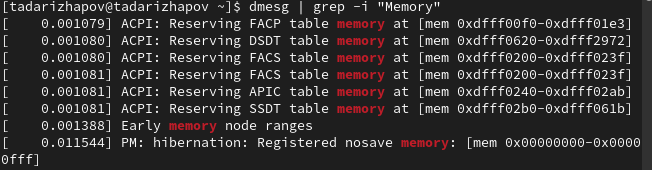 [tadarizhapov@tadarizhapov ~]$ dmesg | grep -i "Memory"
[    0.001079] ACPI: Reserving FACP table memory at [mem 0xdfff00f0-0xdfff01e3]
[    0.001080] ACPI: Reserving DSDT table memory at [mem 0xdfff0620-0xdfff2972]
[    0.001080] ACPI: Reserving FACS table memory at [mem 0xdfff0200-0xdfff023f]
[    0.001081] ACPI: Reserving FACS table memory at [mem 0xdfff0200-0xdfff023f]
[    0.001081] ACPI: Reserving APIC table memory at [mem 0xdfff0240-0xdfff02ab]
[    0.001081] ACPI: Reserving SSDT table memory at [mem 0xdfff02b0-0xdfff061b]
[    0.001388] Early memory node ranges
[    0.011544] PM: hibernation: Registered nosave memory: [mem 0x00000000-0x0000
0fff]